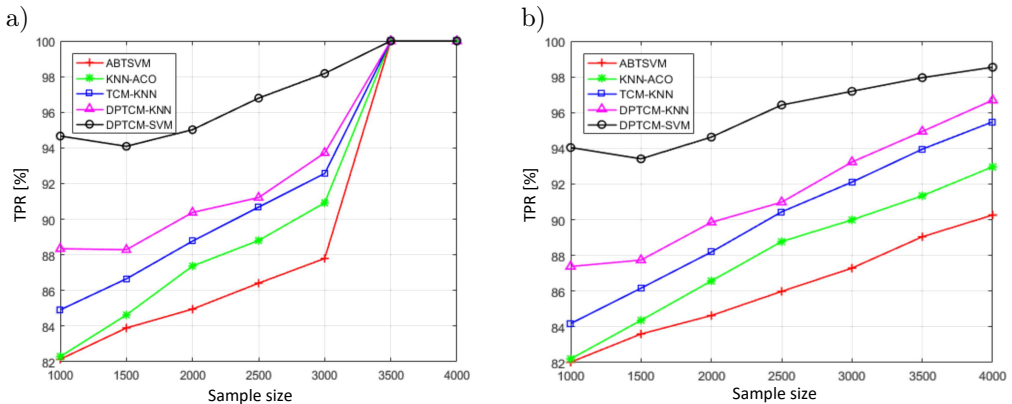 a)
100
98
96
94
92
90
88
86
84
82
TPR [%]
ABTSVM
KNN-ACO
TCM-KNN
DPTCM-KNN
DPTCM-SVM
1000 1500 2000 2500 3000 3500 4000
Sample size
b)
100
98
96
94
92
90
88
86
84
82
TPR [%]
ABTSVM
KNN-ACO
TCM-KNN
DPTCM-KNN
DPTCM-SVM
1000 1500 2000 2500 3000 3500 4000
Sample size